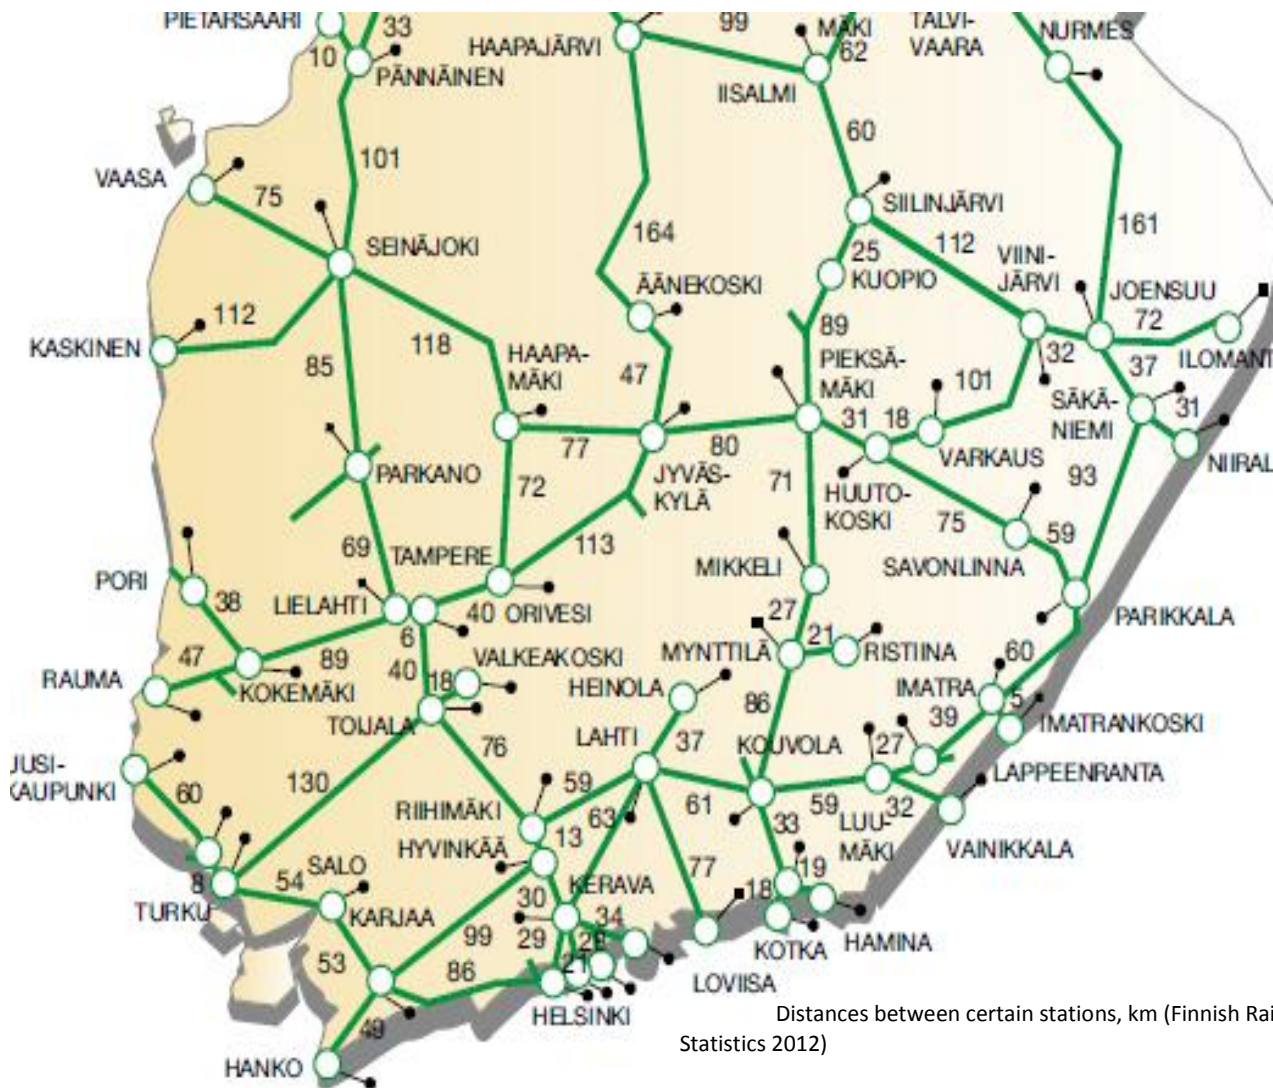 PIETARSAARI
33
10
PÄNNÄINEN
HAAPAJÄRVI
99
MÄKI
62
TALVI-
VAARA
NURMES
IISALMI
60
101
VAASA
75
SEINÄJOKI
164
SIILINJÄRVI
112
25
KUOPIO
VIINI-
JÄRVI
161
JOENSUU
72
ILOMANT
ÄÄNEKOSKI
112
KASKINEN
85
118
HAAPA-
MÄKI
47
89
PIEKSÄ-
MÄKI
31
18
101
32
37
SÄKÄ-
NIEMI
31
NIIRAL
VARKAUS
93
PARKANO
77
JYVÄS-
KYLÄ
80
72
71
HUUTO-
KOSKI
75
SAVONLINNA
59
69
TAMPERE
113
PORI
38
LIELAHTI
40
ORIVESI
MIKKELI
27
PARIKKALA
6
47
89
RAUMA
KOKEMÄKI
40
18
VALKEAKOSKI
TOIJALA
HEINOLA
MYNTTILÄ
21
RISTIINA
60
IMATRA
5
IMATRANKOSKI
39
86
76
LAHTI
37
KOUVOLA
27
LAPPEENRANTA
JUSI-
KAUPUNKI
60
130
RIIHIMÄKI
59
63
61
59
32
LUU-
MÄKI
VAINIKKALA
13
HYVINKÄÄ
33
77
SALO
54
8
TURKU
KARJAA
30
KERAVA
34
19
18
KOTKA
HAMINA
99
29
29
21
53
86
LOVIISA
HELSINKI
49
HANKO
Distances between certain stations, km (Finnish Rai
Statistics 2012)